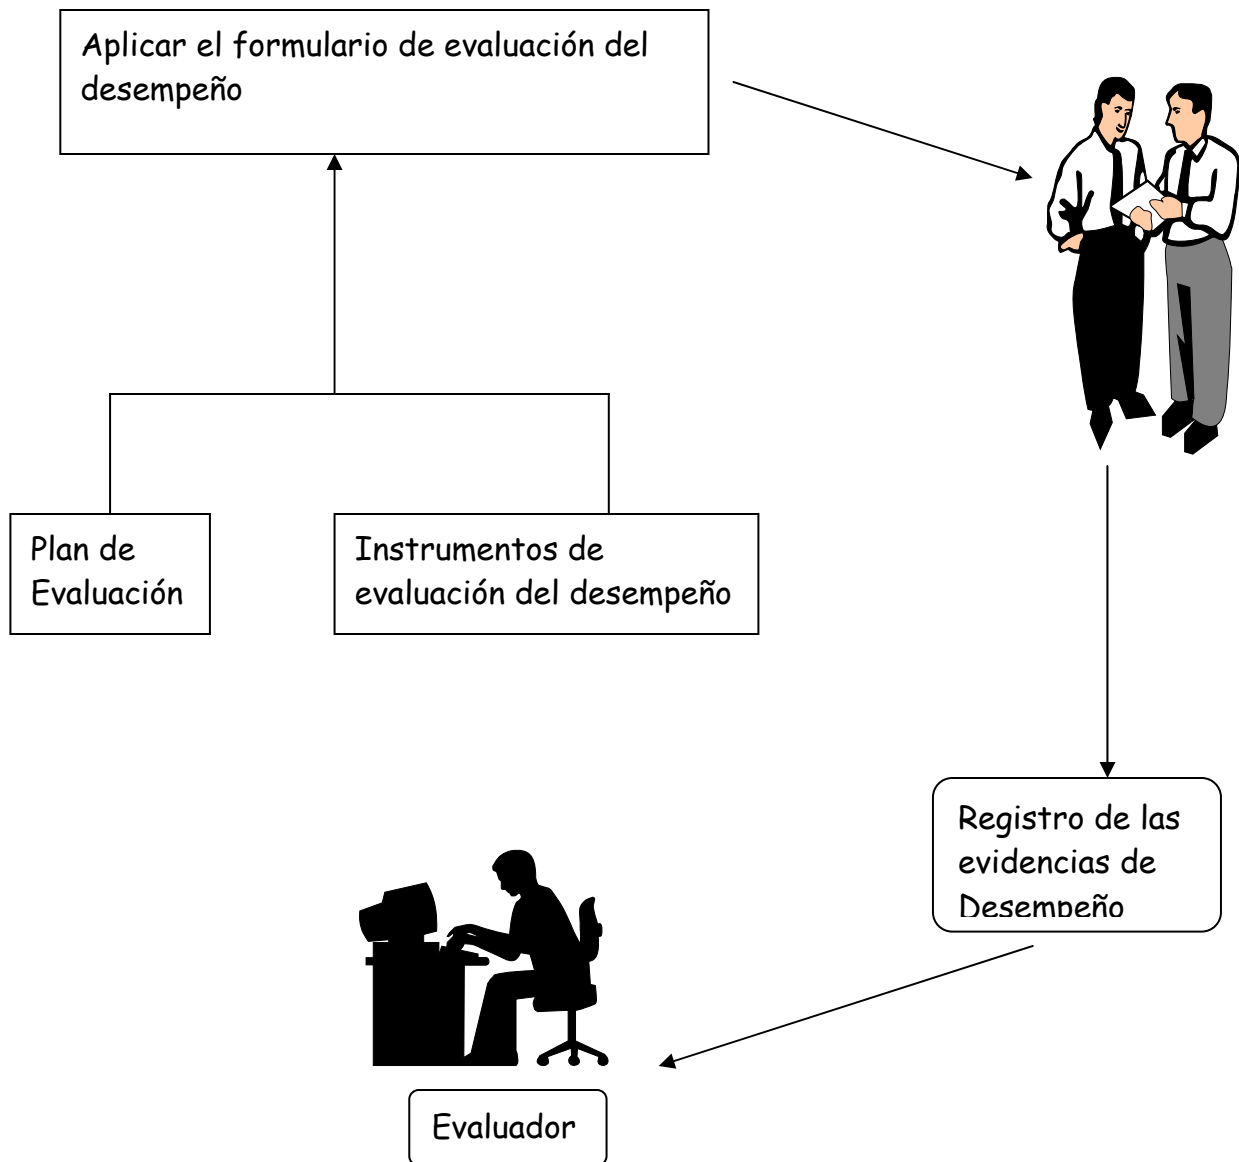 Aplicar el formulario de evaluación del
desempeño
Plan de
Evaluación
Instrumentos de
evaluación del desempeño
Registro de las
evidencias de
Desempeño
Evaluador